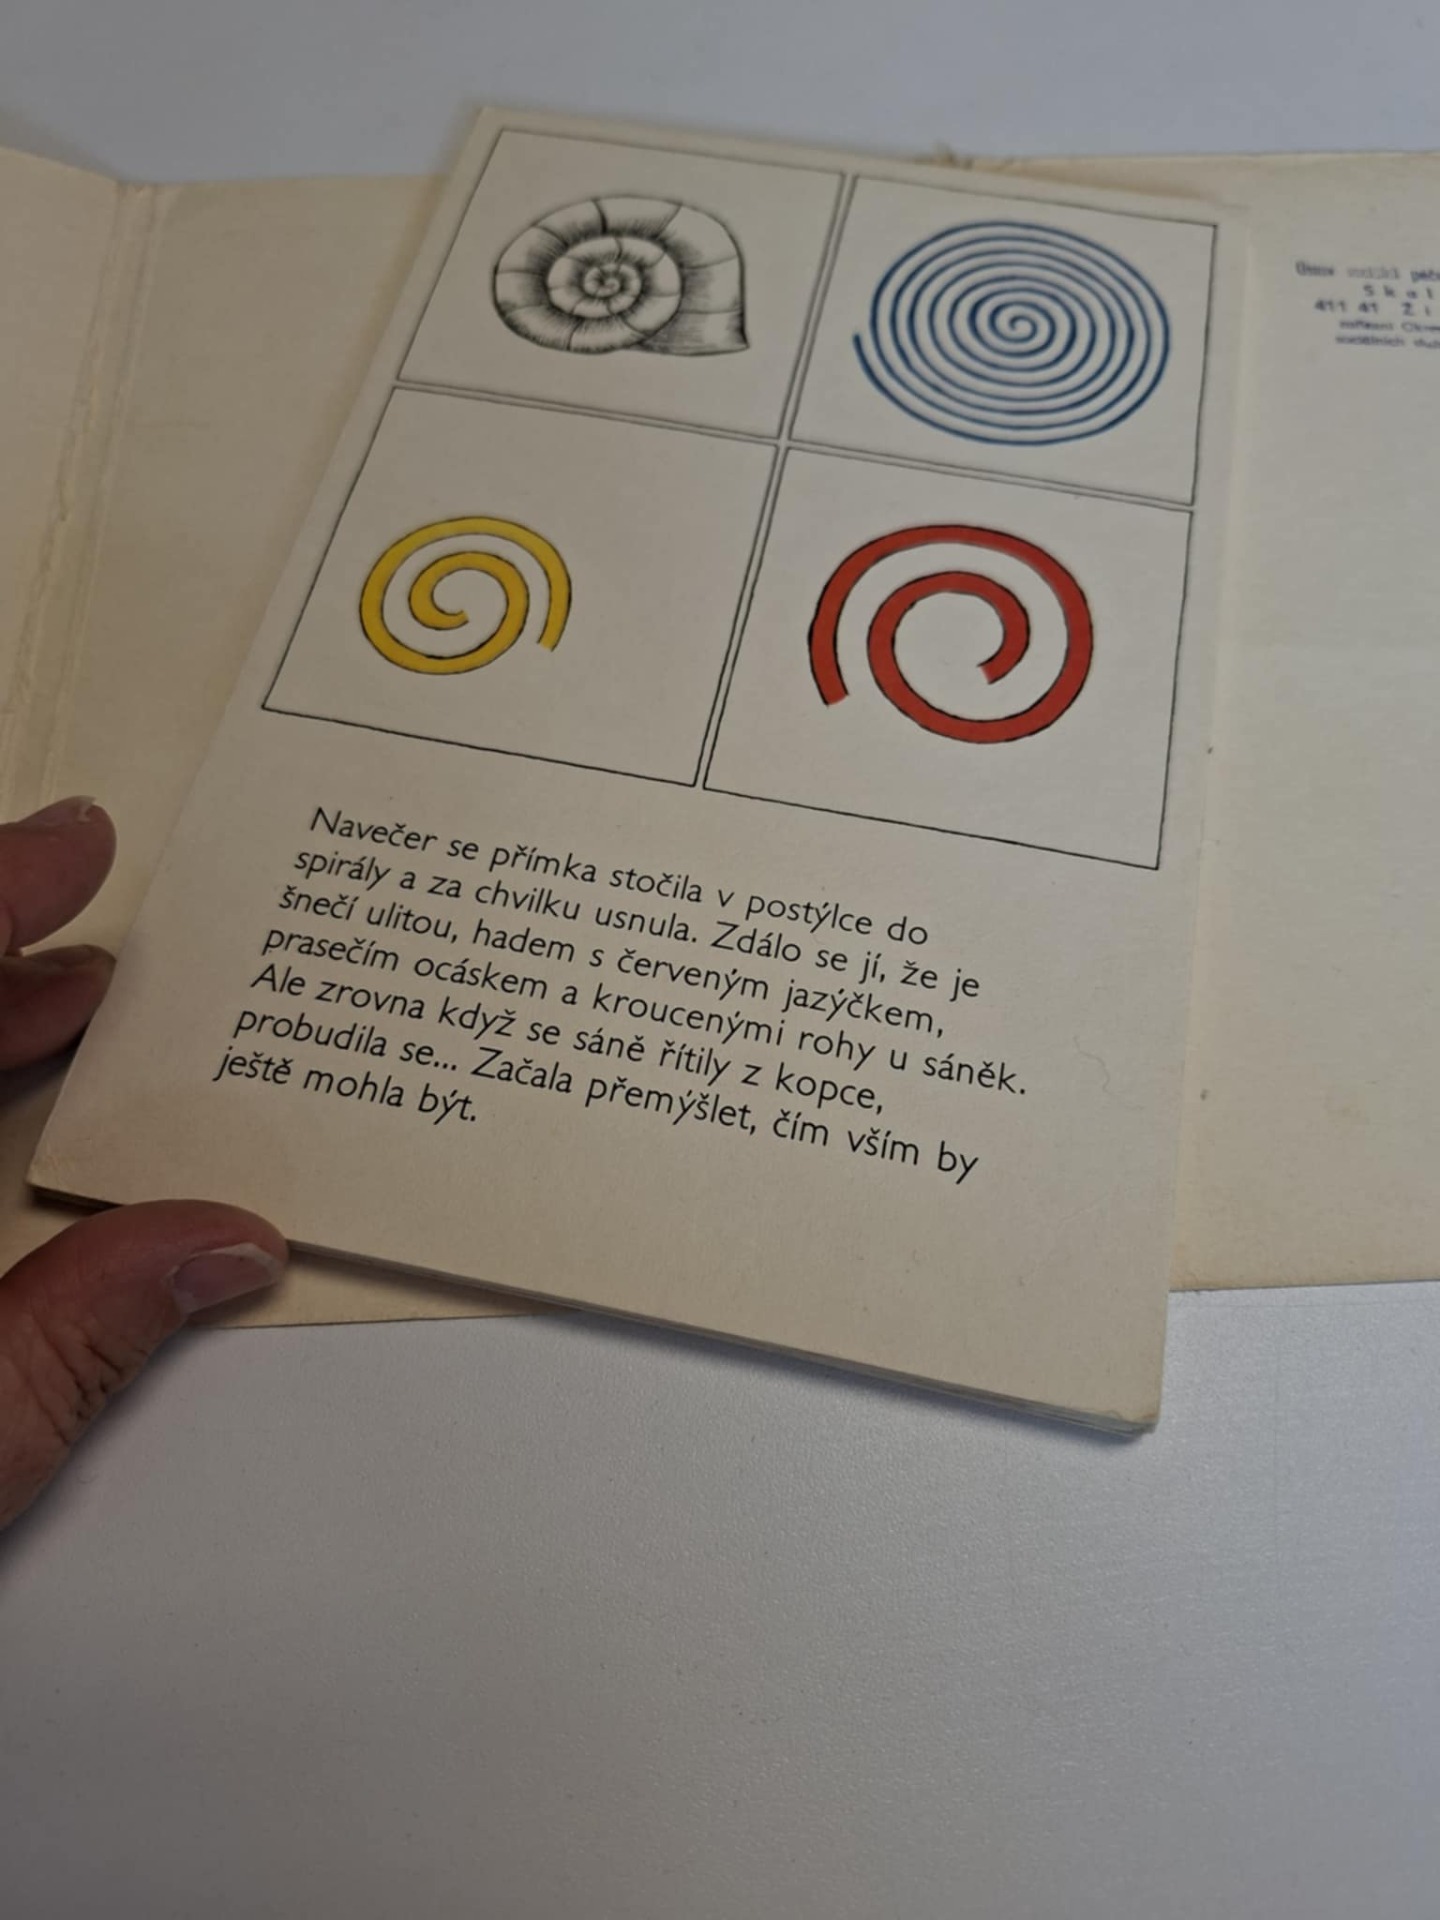 Navečer se přímka stočila v postýlce do
spirály a za chvilku usnula. Zdálo se jí, že je
šnečí ulitou, hadem s červeným jazýčkem,
prasečím ocáskem a kroucenými rohy u sáněk.
Ale zrovna když se sáně řítily z kopce,
probudila se... Začala přemýšlet, čím vším by
ještě mohla být.
411 41 Ži